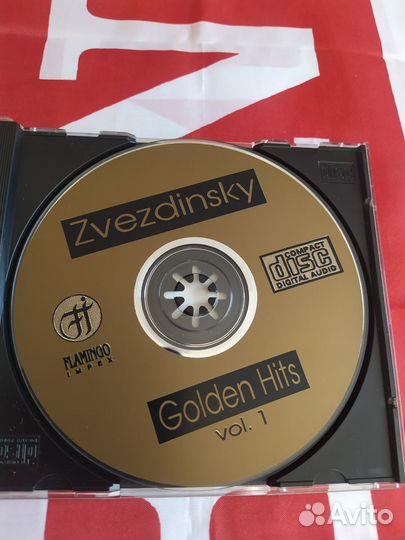 Zvezdinsky
COMPACT
disc
DIGITAL AUDIO
FLAMINGO
IMPEX
Golden Hits
vol. 1
Avito